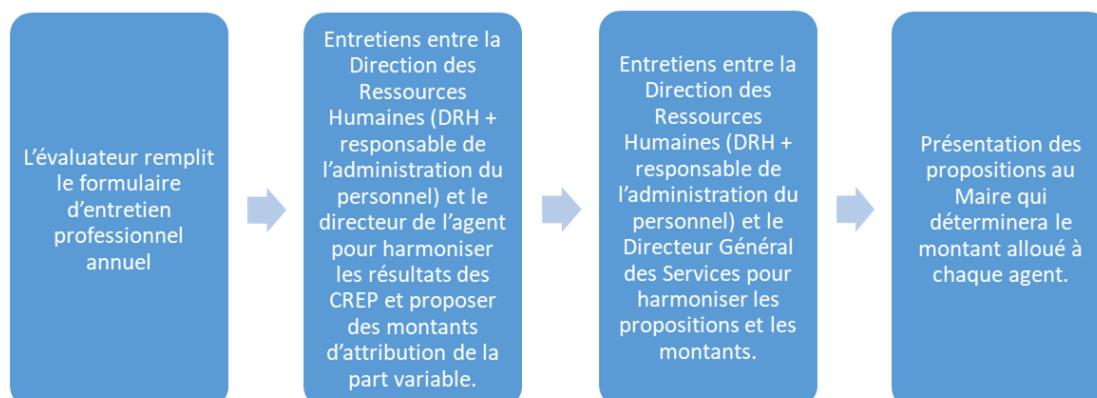 L’évaluateur remplit
le formulaire
d’entretien
professionnel
annuel
Entretiens entre la
Direction des
Ressources
Humaines (DRH +
responsable de
l’administration du
personnel) et le
directeur de l’agent
pour harmoniser
les résultats des
CREP et proposer
des montants
d’attribution de la
part variable.
Entretiens entre la
Direction des
Ressources
Humaines (DRH +
responsable de
l’administration du
personnel) et le
Directeur Général
des Services pour
harmoniser les
propositions et les
montants.
Présentation des
propositions au
Maire qui
déterminera le
montant alloué à
chaque agent.